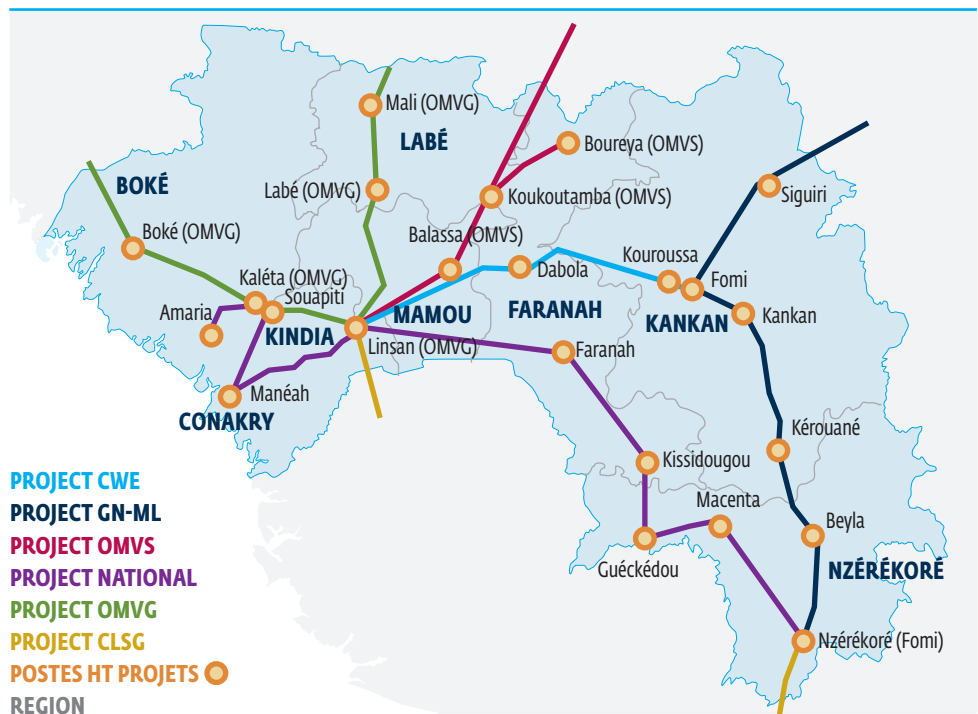 Mali (OMVG)
LABÉ
Boureya (OMVS)
BOKÉ
Labé (OMVG)
Koukoutamba (OMVS)
Siguiri
Boké (OMVG)
Balassa (OMVS)
Kouroussa
Dabola
Kaléta (OMVG)
Fomi
Souapiti
Amaria
MAMOU
FARANAH
KANKAN
Kankan
KINDIA
Linsan (OMVG)
Faranah
Manéah
CONAKRY
Kérouané
Kissidougou
Macenta
Beyla
Guéckédou
NZÉRÉKORÉ
Nzérékoré (Fomi)
PROJECT CWE
PROJECT GN-ML
PROJECT OMVS
PROJECT NATIONAL
PROJECT OMVG
PROJECT CLSG
POSTES HT PROJETS
REGION